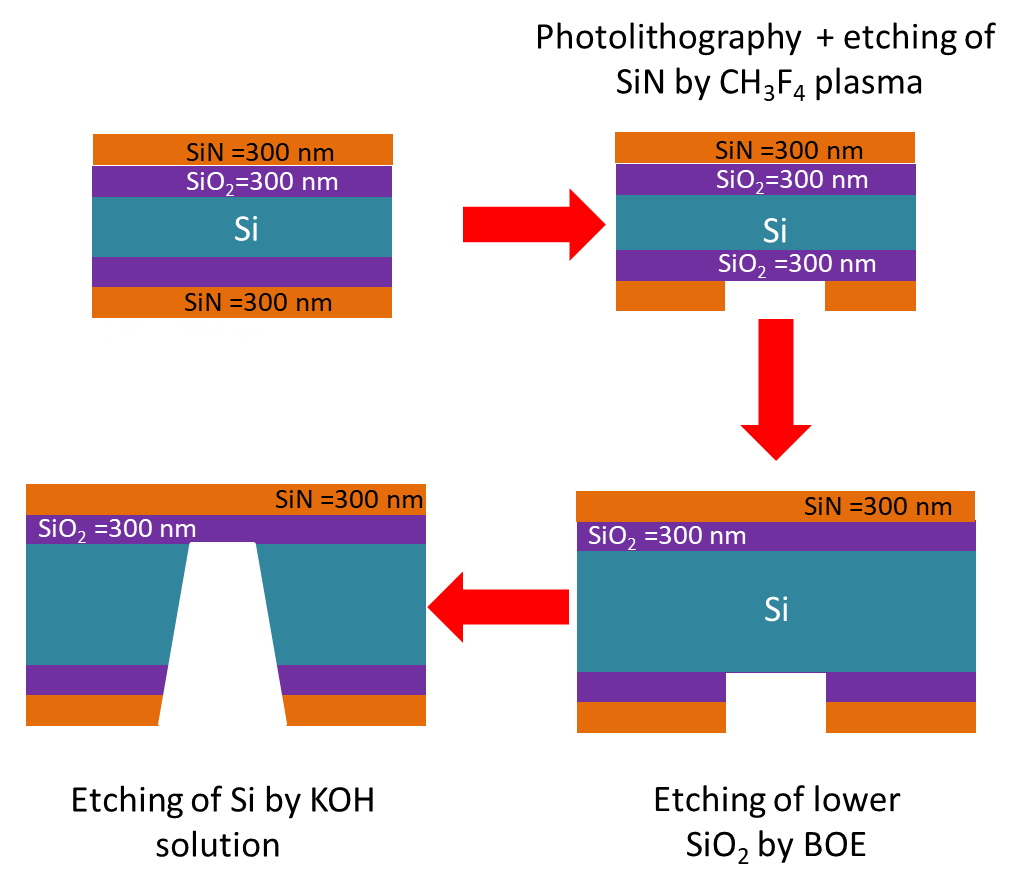 Photolithography + etching of
SiN by CH₃F₄ plasma
SiN =300 nm
SiO₂=300 nm
Si
SiN =300 nm
SiN =300 nm
SiO₂=300 nm
Si
SiO₂ =300 nm
SiN =300 nm
SiO₂ =300 nm
SiN =300 nm
SiO₂ =300 nm
Si
Etching of Si by KOH
solution
Etching of lower
SiO₂ by BOE